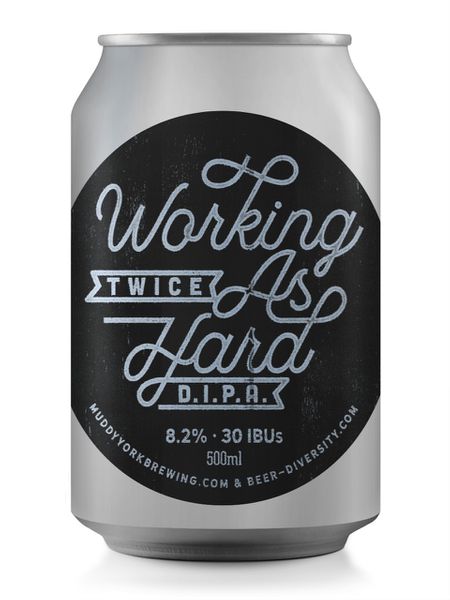 Working
TWICE As
Hard
D.I.P.A.
8.2% · 30 IBUs
500ml
MUDDYYORKBREWING.COM & BEER-DIVERSITY.COM